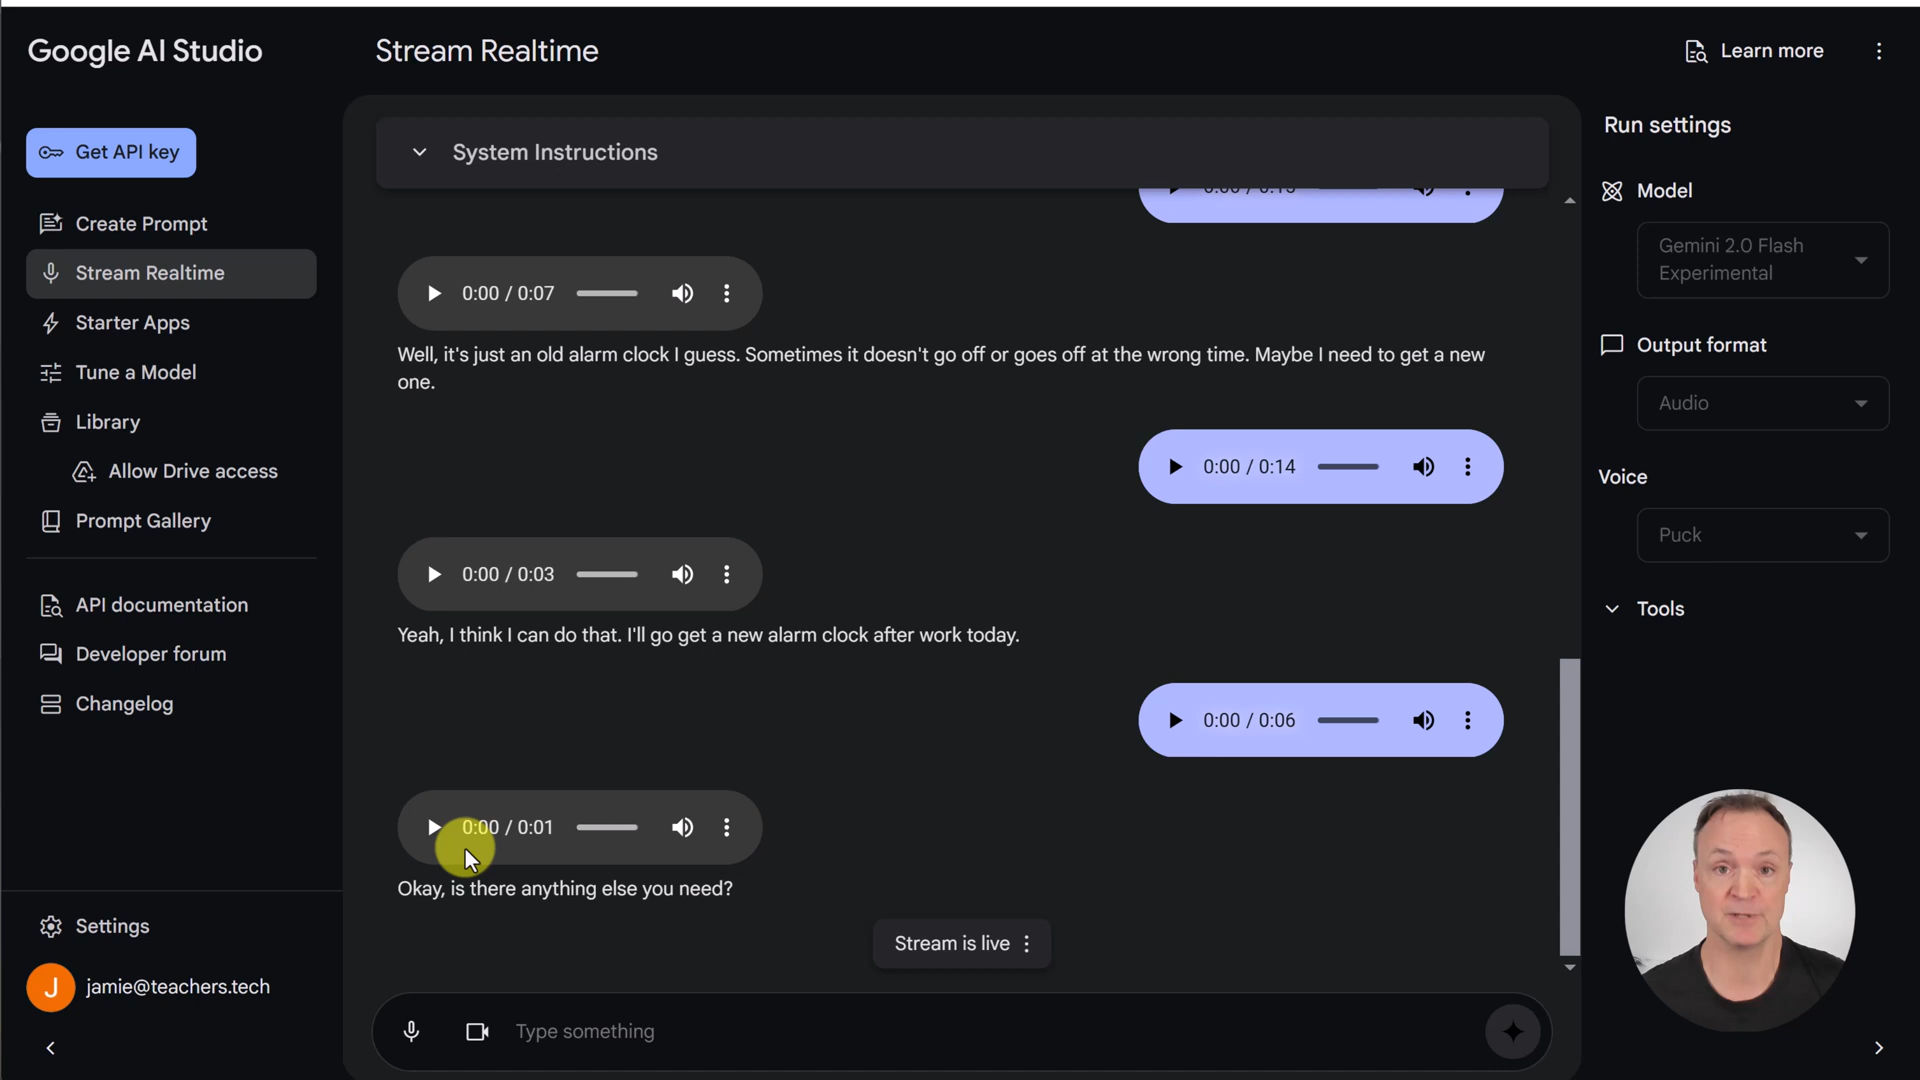 Google AI Studio
Stream Realtime
Learn more
Get API key
Create Prompt
Stream Realtime
Starter Apps
Tune a Model
Library
Allow Drive access
Prompt Gallery
API documentation
Developer forum
Changelog
Settings
J
jamie@teachers.tech
System Instructions
0:00 / 0:07
Well, it's just an old alarm clock I guess. Sometimes it doesn't go off or goes off at the wrong time. Maybe I need to get a new
one.
0:00 / 0:14
0:00 / 0:03
Yeah, I think I can do that. I'll go get a new alarm clock after work today.
0:00 / 0:06
0:00 / 0:01
Okay, is there anything else you need?
Stream is live
Type something
Run settings
Model
Gemini 2.0 Flash
Experimental
Output format
Audio
Voice
Puck
Tools